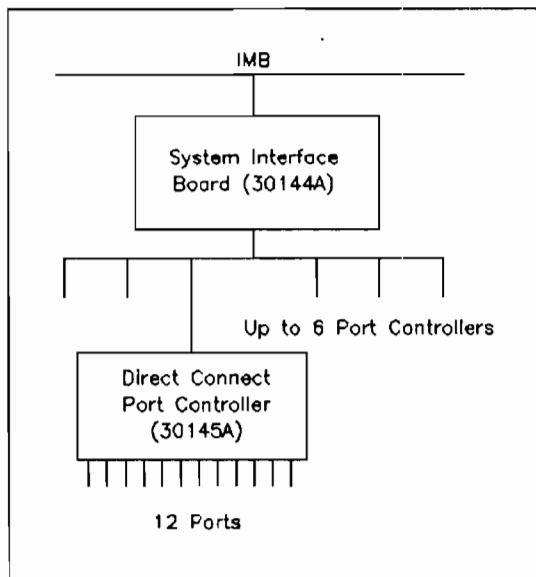 IMB
System Interface
Board (30144A)
Up to 6 Port Controllers
Direct Connect
Port Controller
(30145A)
12 Ports